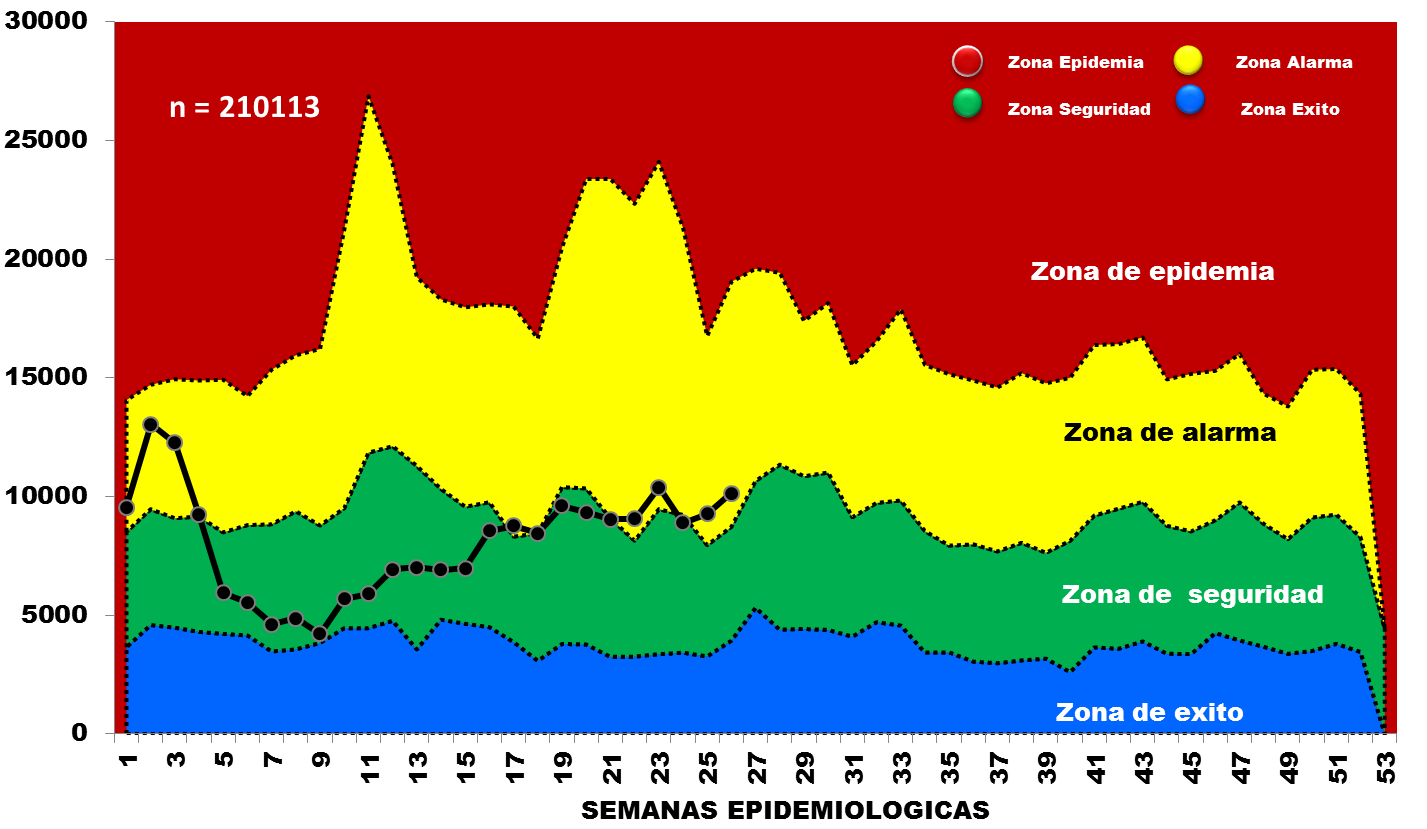 30000
25000
20000
15000
10000
5000
0
n = 210113
Zona Epidemia
Zona Alarma
Zona Seguridad
Zona Exito
Zona de epidemia
Zona de alarma
Zona de  seguridad
Zona de exito
1 3 5 7 9 11 13 15 17 19 21 23 25 27 29 31 33 35 37 39 41 43 45 47 49 51 53
SEMANAS EPIDEMIOLOGICAS